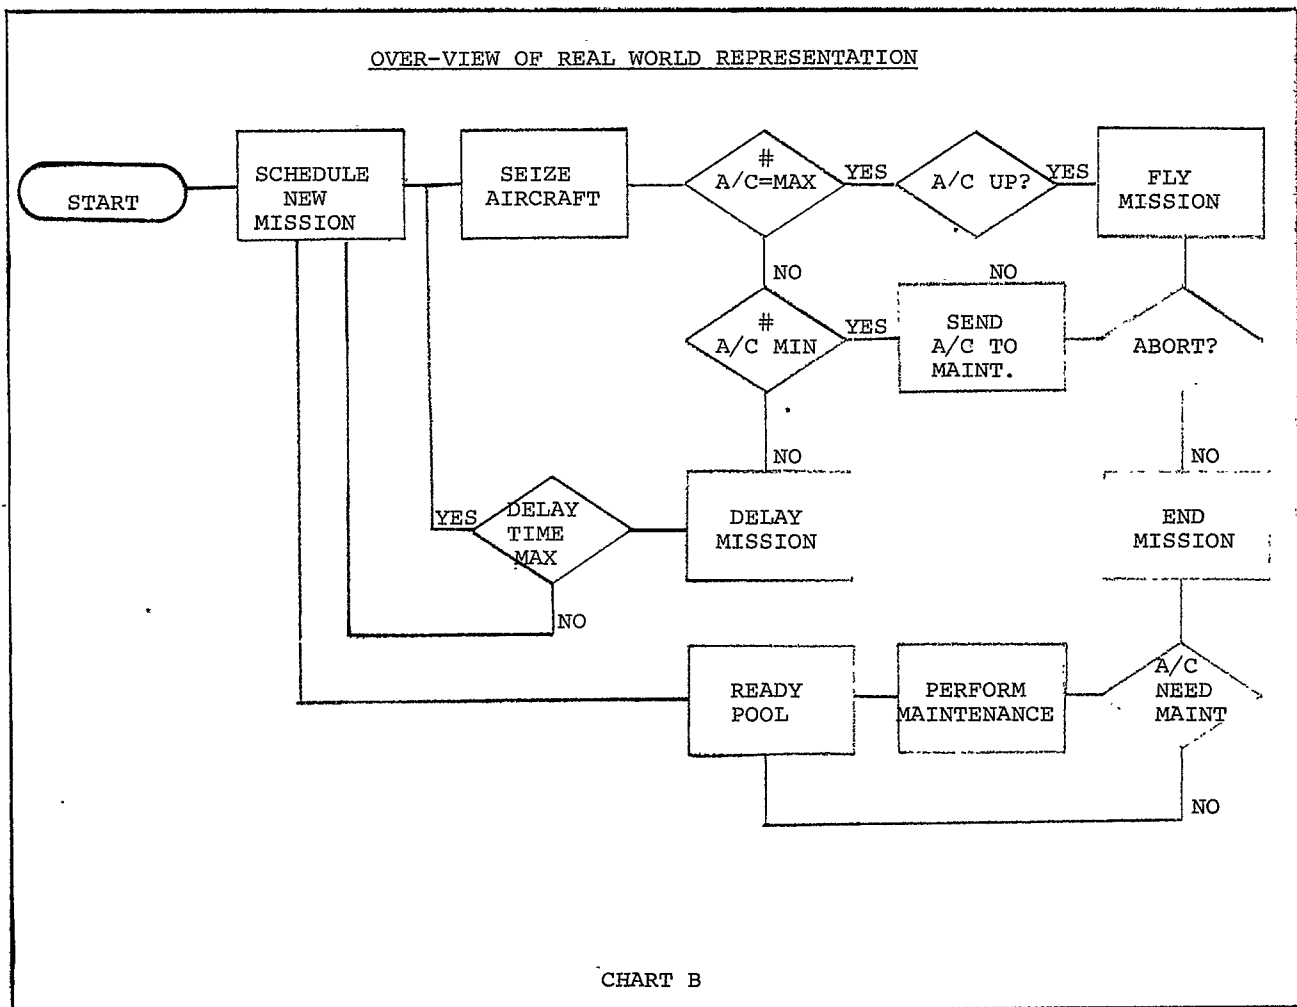 OVER-VIEW OF REAL WORLD REPRESENTATION
START
SCHEDULE
NEW
MISSION
SEIZE
AIRCRAFT
#
A/C=MAX
YES
A/C UP?
YES
FLY
MISSION
NO
NO
#
A/C MIN
YES
SEND
A/C TO
MAINT.
ABORT?
NO
NO
YES
DELAY
TIME
MAX
DELAY
MISSION
END
MISSION
NO
READY
POOL
PERFORM
MAINTENANCE
A/C
NEED
MAINT
NO
CHART B